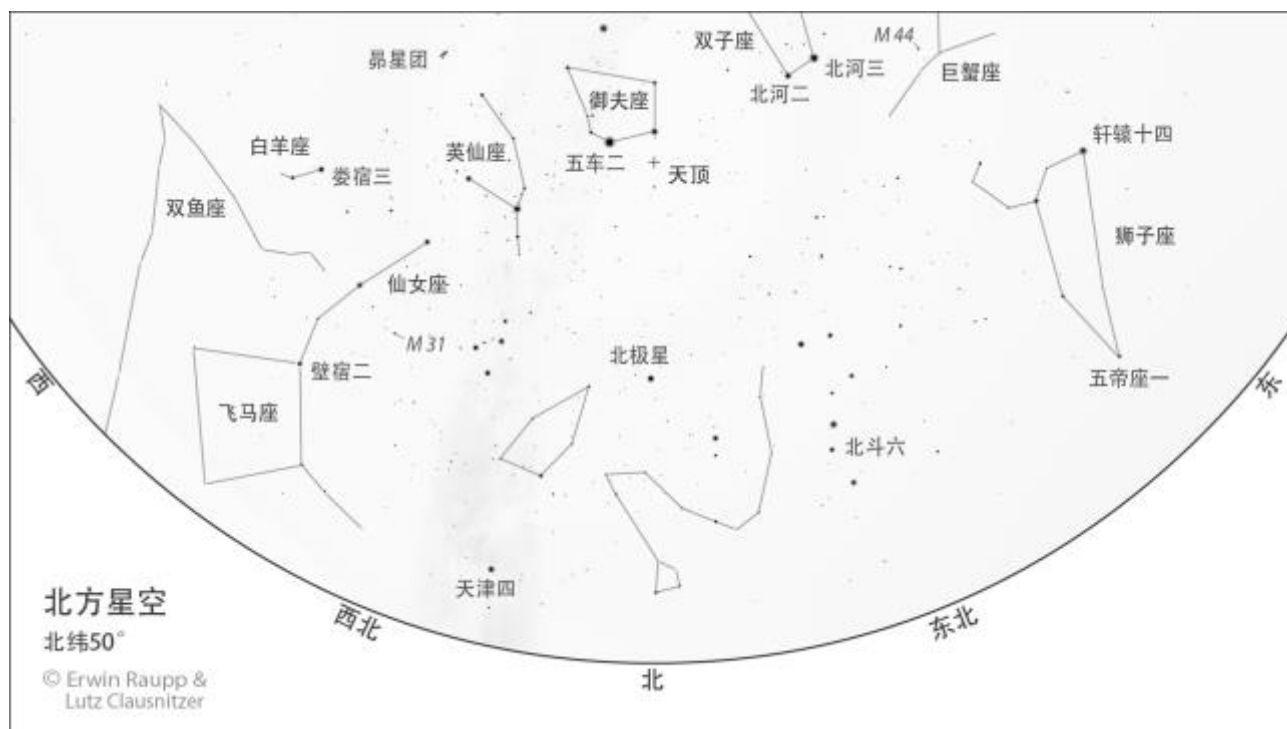 双子座
M 44
昴星团
北河三
巨蟹座
御夫座
北河二
轩辕十四
白羊座
英仙座
五车二
天顶
娄宿三
双鱼座
狮子座
仙女座
M 31
北极星
壁宿二
五帝座一
西
东
飞马座
北斗六
天津四
北方星空
西北
东北
北纬50°
北
© Erwin Raupp &
Lutz Clausnitzer